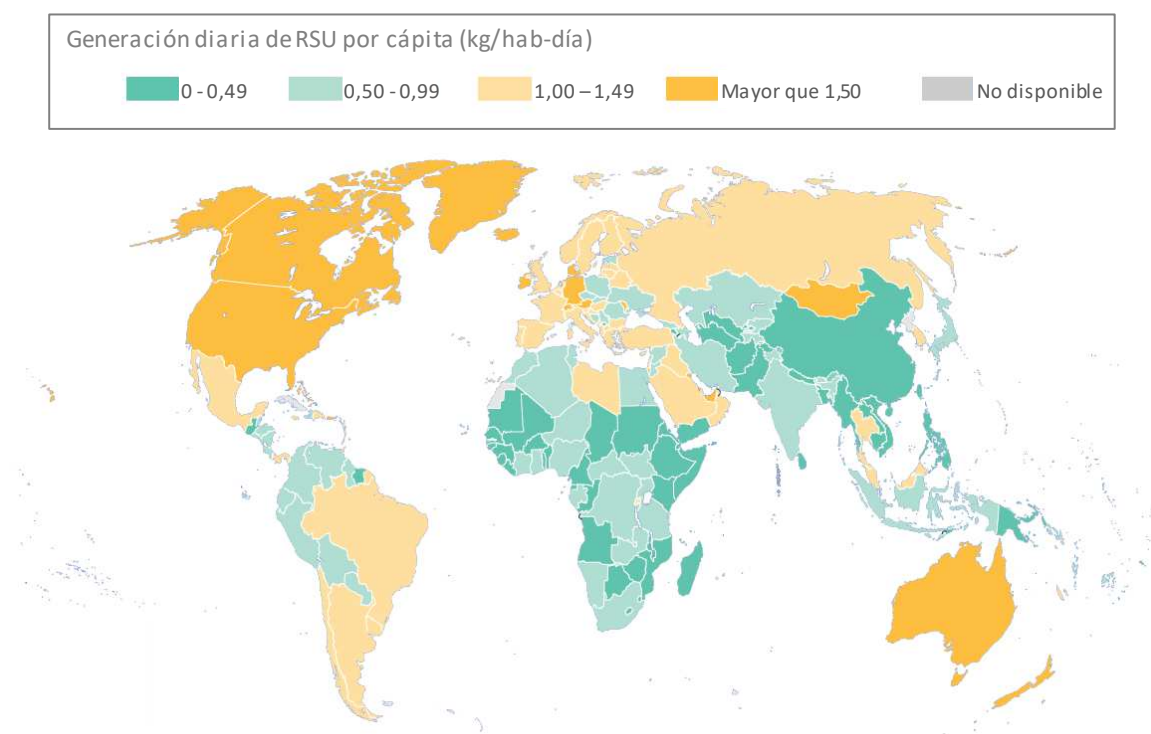 Generación diaria de RSU por cápita (kg/hab-día)
0 - 0,49 0,50 - 0,99 1,00 – 1,49 Mayor que 1,50 No disponible